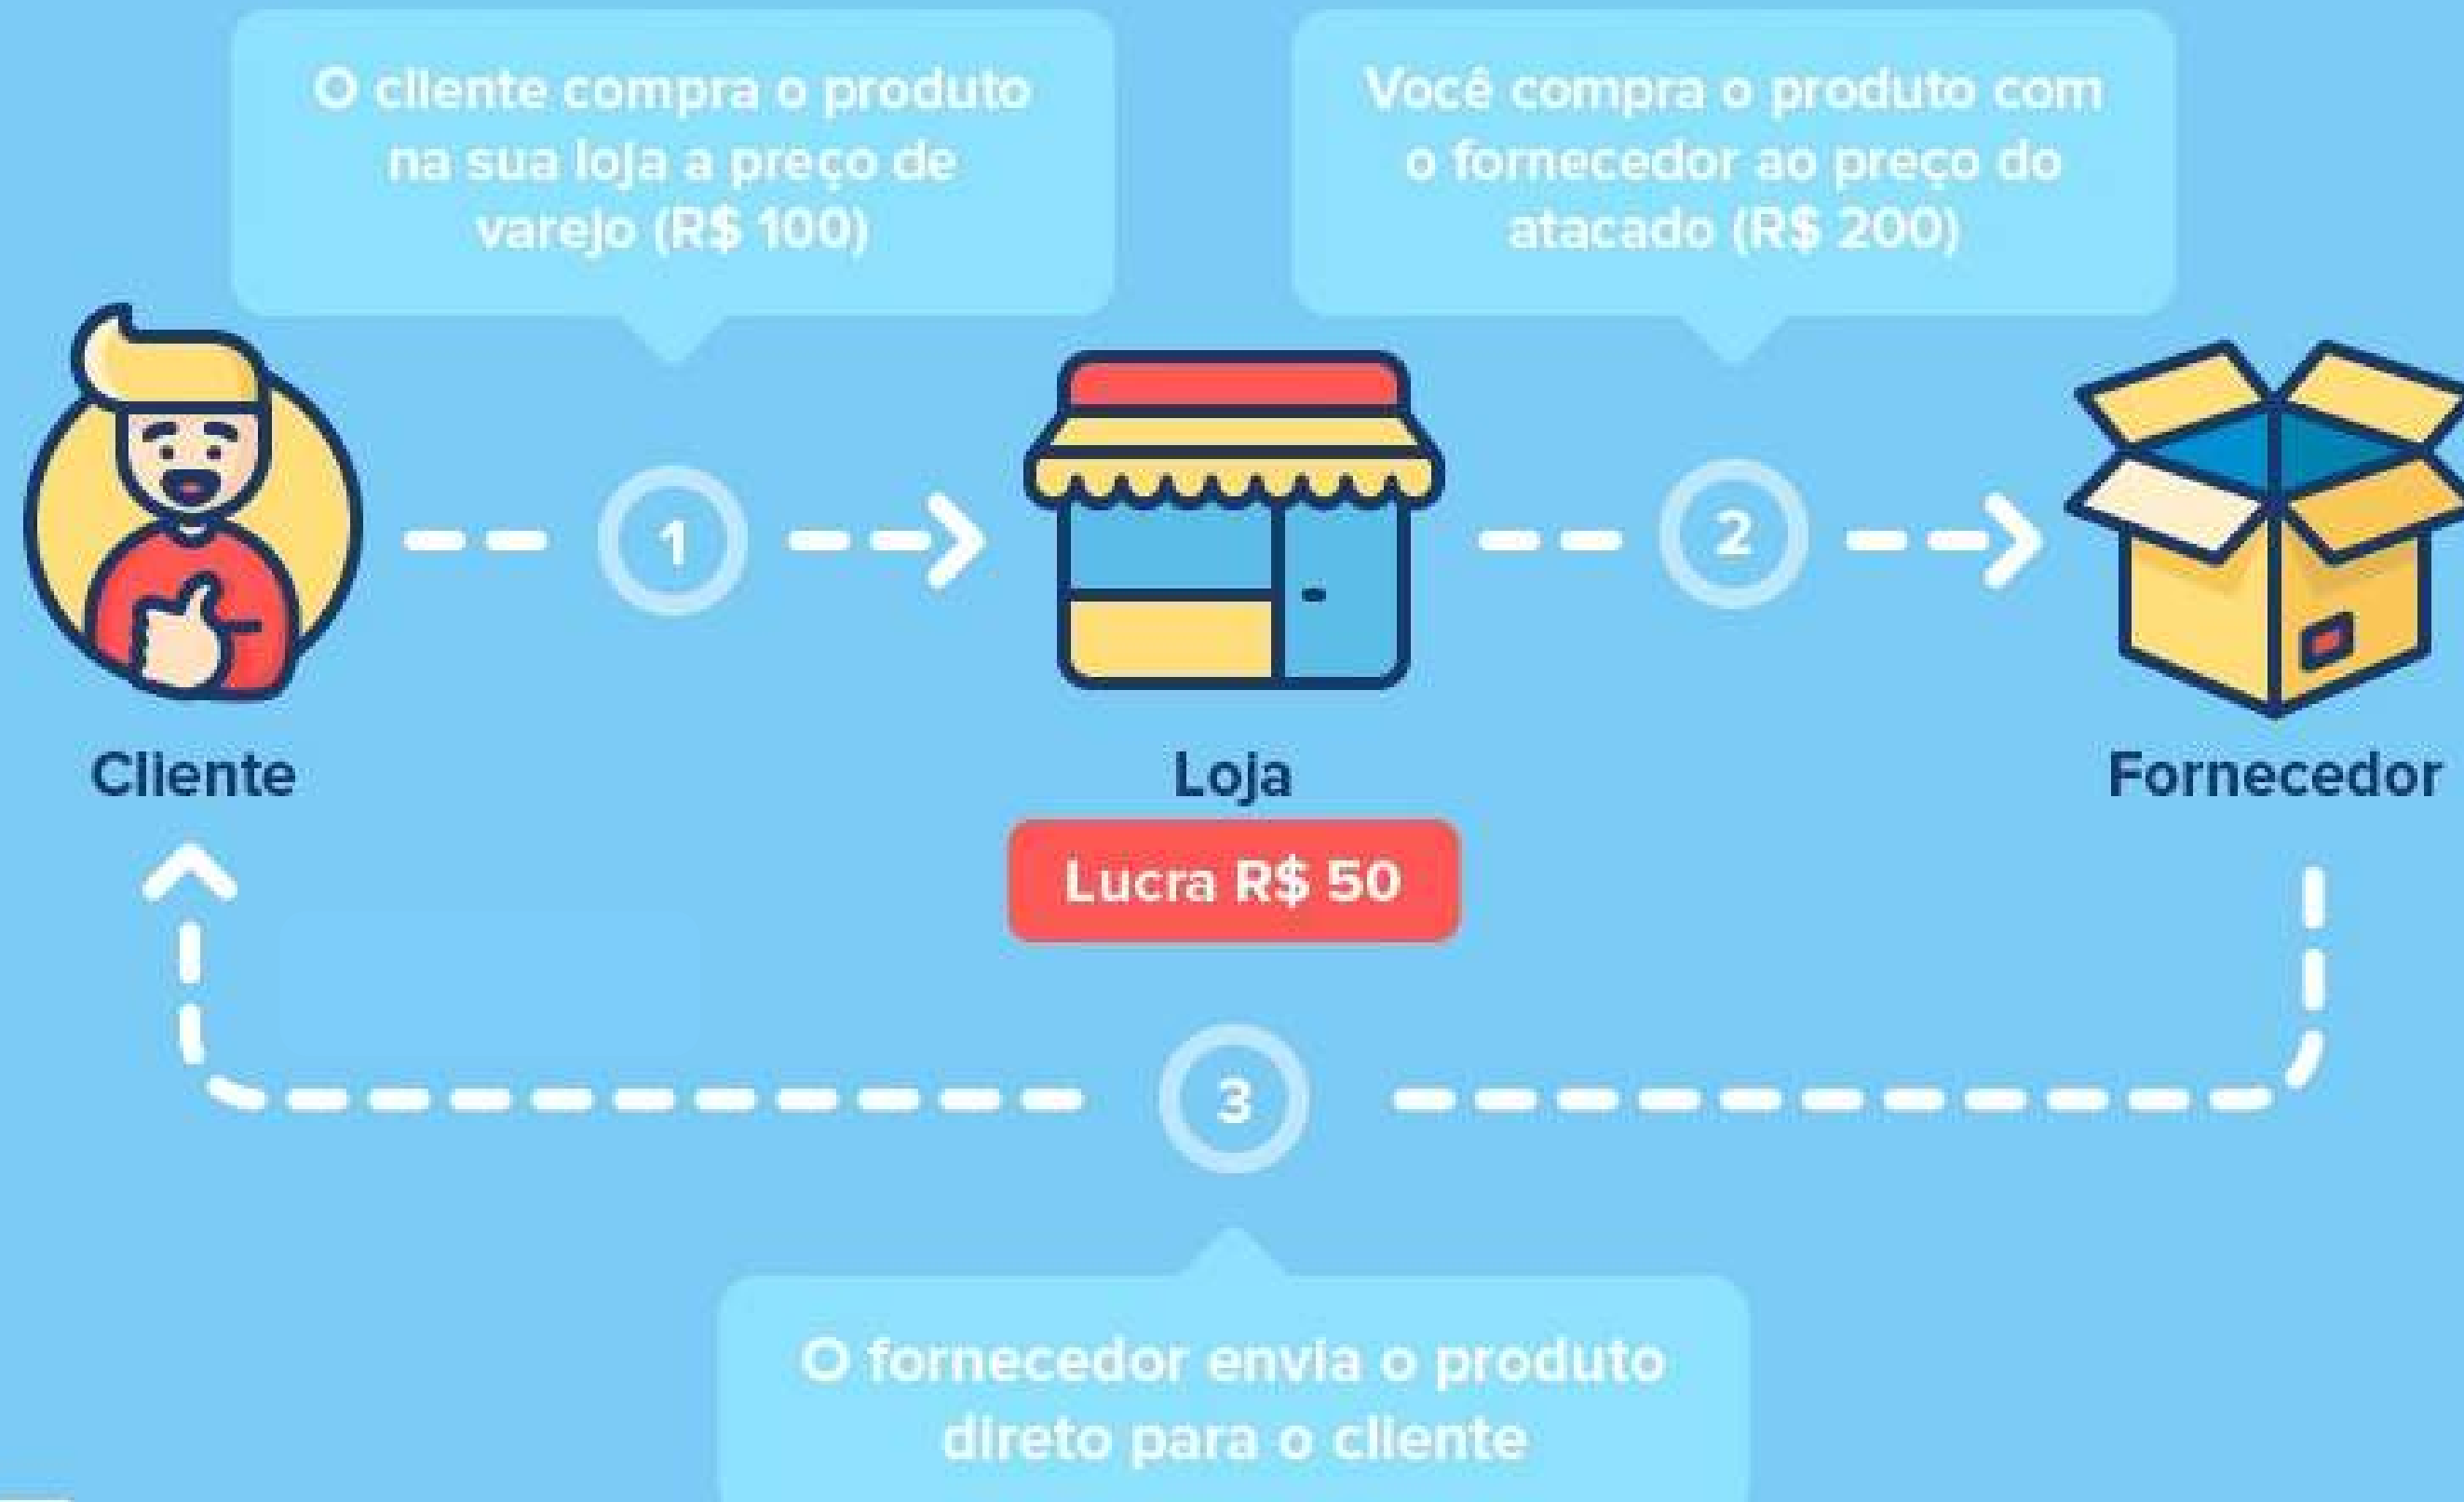 O cliente compra o produto
na sua loja a preço de
varejo (R$ 100)
Você compra o produto com
o fornecedor ao preço do
atacado (R$ 200)
1
2
Cliente
Loja
Fornecedor
Lucra R$ 50
3
O fornecedor envia o produto
direto para o cliente